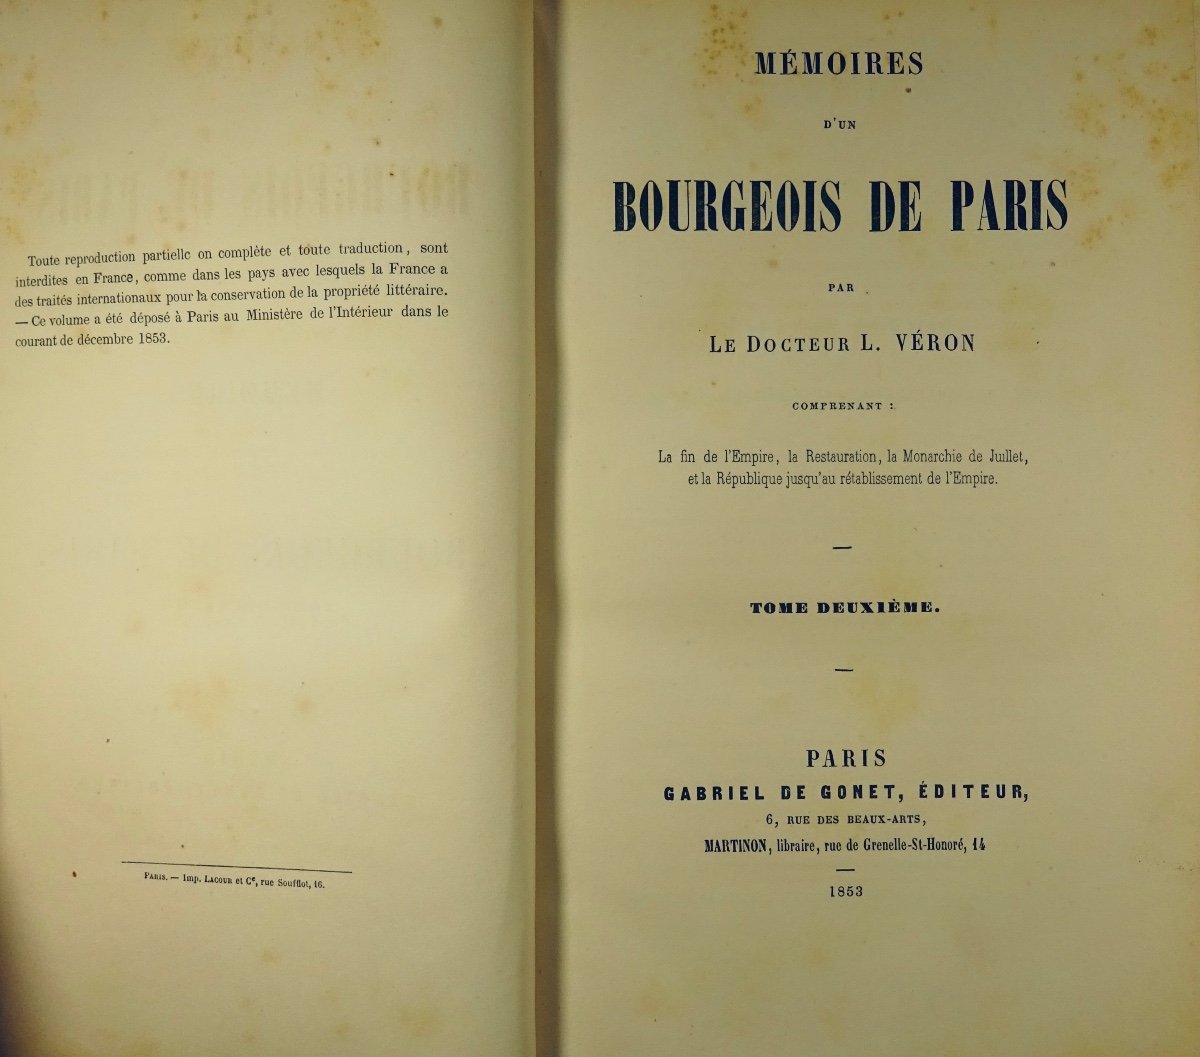 Toute reproduction partielle on complète et toute traduction, sont
interdites en France, comme dans les pays avec lesquels la France a
des traités internationaux pour la conservation de la propriété littéraire.
— Ce volume a été déposé à Paris au Ministère de l'Intérieur dans le
courant de décembre 1853.
PARIS. — Imp. LACOUR et Ce, rue Soufflot, 16.
MÉMOIRES
D'UN
BOURGEOIS DE PARIS
PAR
LE DOCTEUR L. VÉRON
COMPRENANT :
La fin de l'Empire, la Restauration, la Monarchie de Juillet,
et la République jusqu'au rétablissement de l'Empire.
TOME DEUXIÈME.
PARIS
GABRIEL DE GONET, ÉDITEUR,
6, RUE DES BEAUX-ARTS,
MARTINON, libraire, rue de Grenelle-St-Honoré, 14
1853